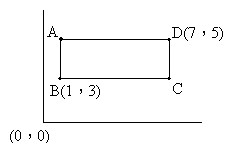 A D(7，5)
B(1，3) C
(0，0)